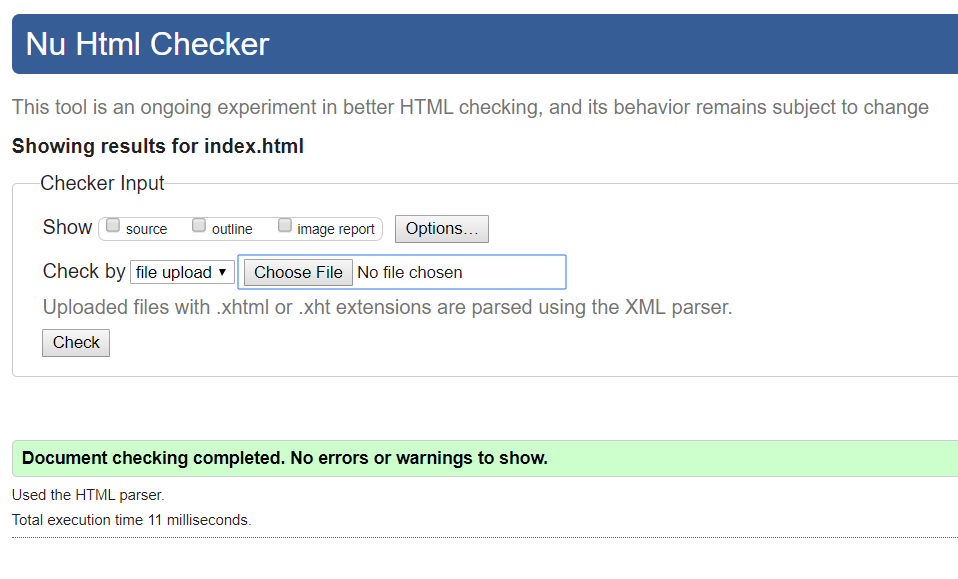 Nu Html Checker
This tool is an ongoing experiment in better HTML checking, and its behavior remains subject to change
Showing results for index.html
Checker Input
Show source outline image report Options...
Check by file upload Choose File No file chosen
Uploaded files with .xhtml or .xht extensions are parsed using the XML parser.
Check
Document checking completed. No errors or warnings to show.
Used the HTML parser.
Total execution time 11 milliseconds.